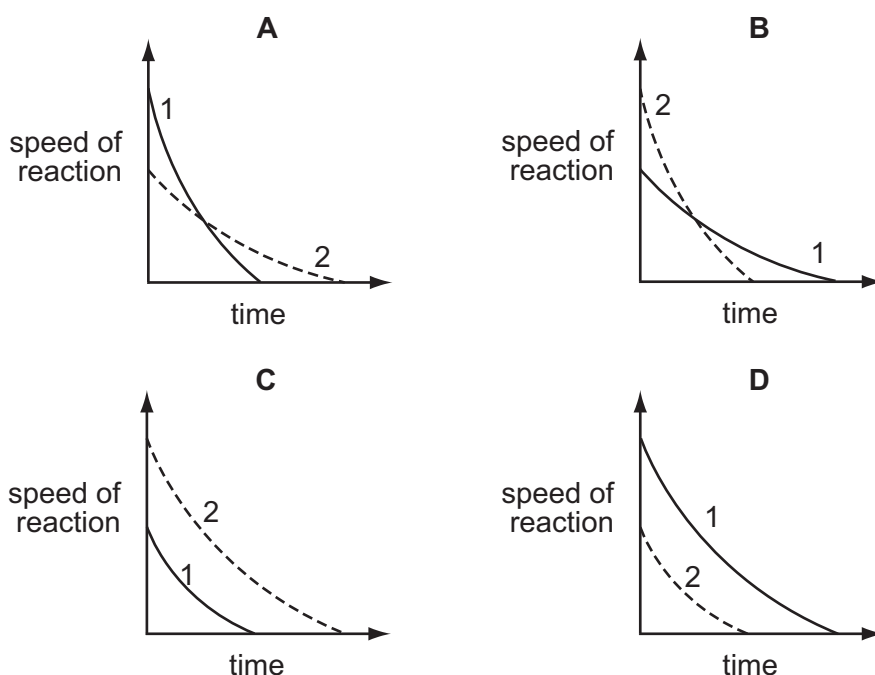 A
speed of
reaction
1
2
time
B
speed of
reaction
2
1
time
C
speed of
reaction
2
1
time
D
speed of
reaction
1
2
time